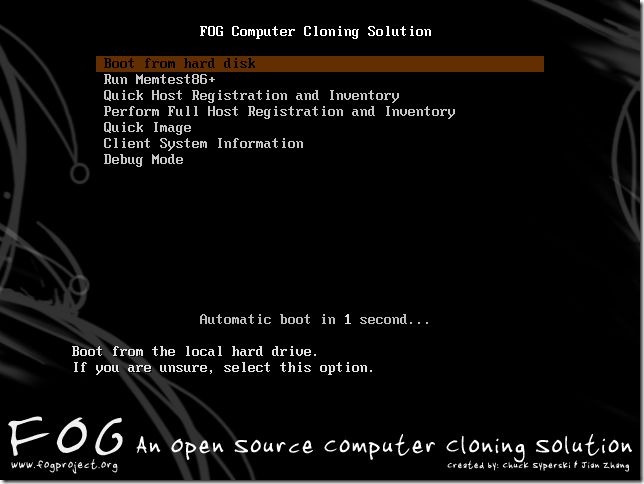 FOG Computer Cloning Solution
Boot from hard disk
Run Memtest86+
Quick Host Registration and Inventory
Perform Full Host Registration and Inventory
Quick Image
Client System Information
Debug Mode
Automatic boot in 1 second...
Boot from the local hard drive.
If you are unsure, select this option.
FOG An Open Source Computer Cloning Solution
www.fogproject.org
Created by: Chuck Syperski & Jian Zhang